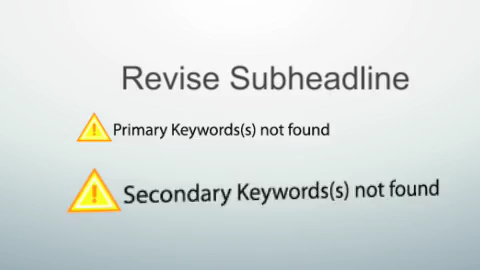 Revise Subheadline
Primary Keywords(s) not found
Secondary Keywords(s) not found